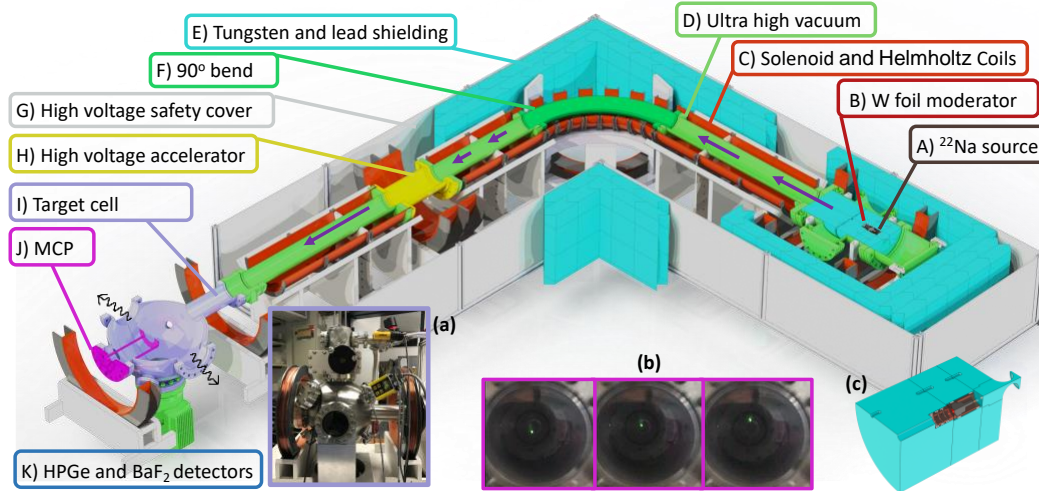 E) Tungsten and lead shielding
D) Ultra high vacuum
F) 90º bend
C) Solenoid and Helmholtz Coils
G) High voltage safety cover
B) W foil moderator
H) High voltage accelerator
A) ²²Na source
I) Target cell
J) MCP
(a)
(b)
(c)
K) HPGe and BaF₂ detectors